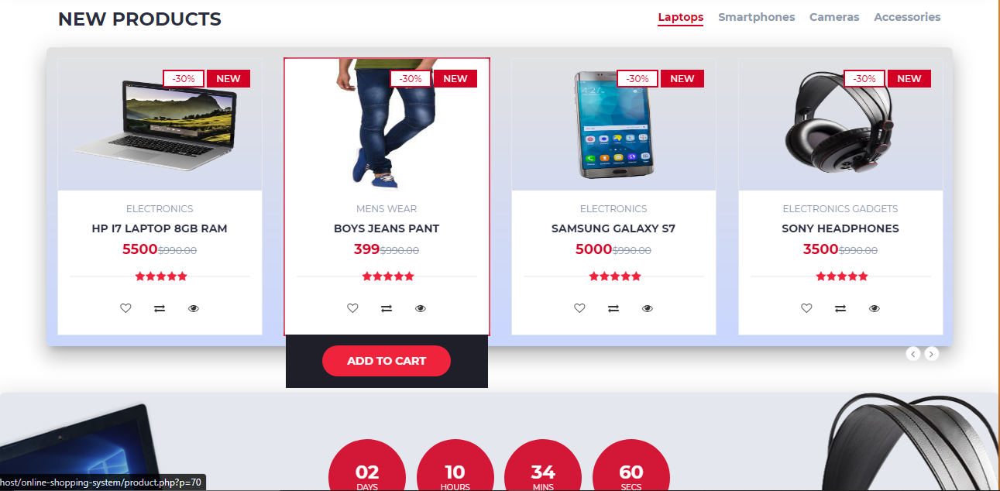 NEW PRODUCTS
Laptops Smartphones Cameras Accessories
-30% NEW
ELECTRONICS
HP I7 LAPTOP 8GB RAM
5500$990.00
-30% NEW
MENS WEAR
BOYS JEANS PANT
399$990.00
ADD TO CART
-30% NEW
4:27
ELECTRONICS
SAMSUNG GALAXY S7
5000$990.00
-30% NEW
ELECTRONICS GADGETS
SONY HEADPHONES
3500$990.00
02
DAYS
10
HOURS
34
MINS
60
SECS
host/online-shopping-system/product.php?p=70